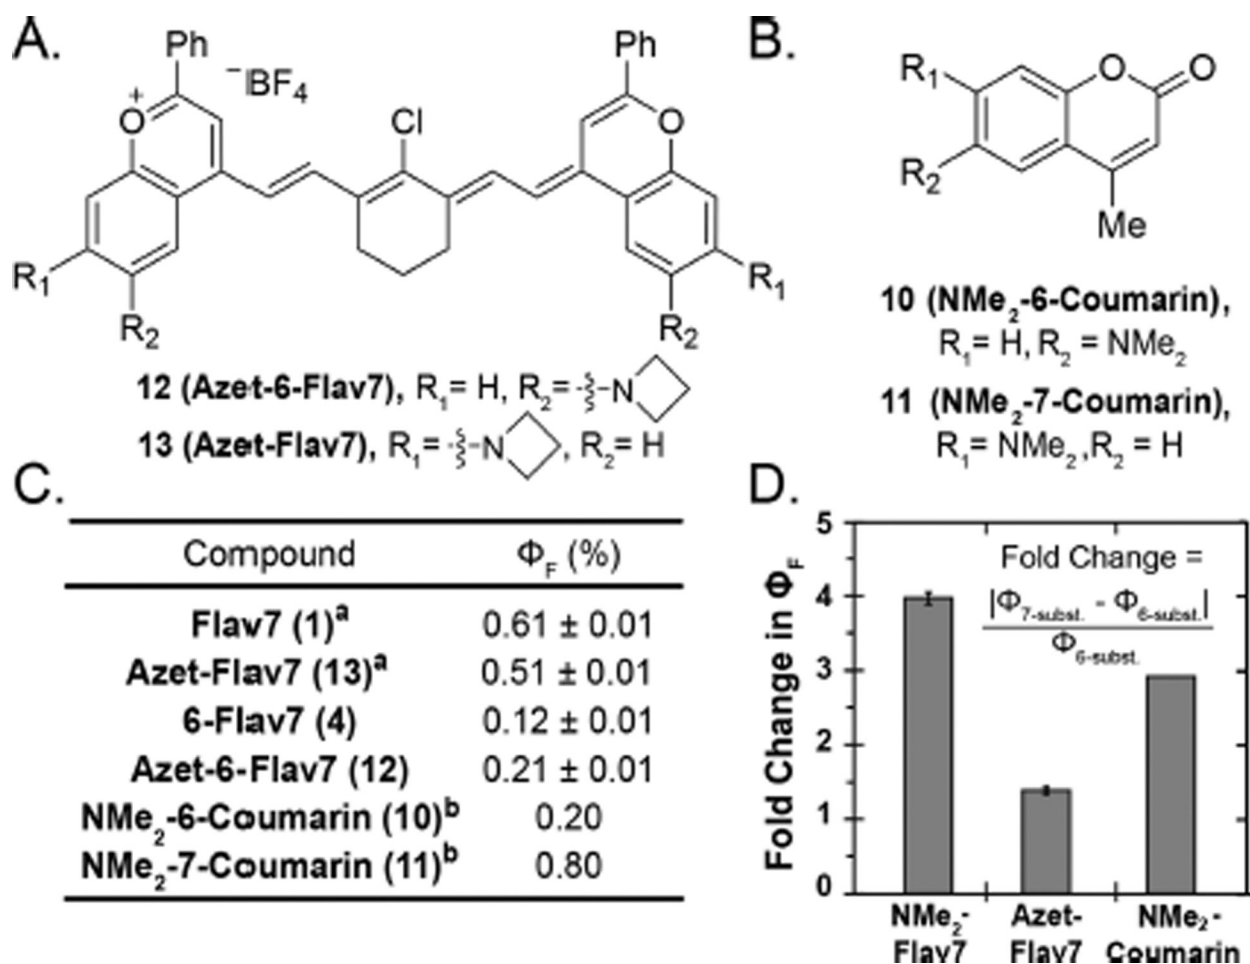 A.
Ph
Ph
⁻BF₄
O⁺
Cl
O
R₁
R₁
R₂
R₂
12 (Azet-6-Flav7), R₁= H, R₂= -N
13 (Azet-Flav7), R₁= -N , R₂= H
B.
R₁
O
O
R₂
Me
10 (NMe₂-6-Coumarin),
R₁= H, R₂ = NMe₂
11 (NMe₂-7-Coumarin),
R₁= NMe₂, R₂ = H
C.
Compound Φ_F (%)
Flav7 (1)ᵃ 0.61 ± 0.01
Azet-Flav7 (13)ᵃ 0.51 ± 0.01
6-Flav7 (4) 0.12 ± 0.01
Azet-6-Flav7 (12) 0.21 ± 0.01
NMe₂-6-Coumarin (10)ᵇ 0.20
NMe₂-7-Coumarin (11)ᵇ 0.80
D.
Fold Change in Φ_F
5
4
3
2
1
0
Fold Change =
|Φ7-subst. - Φ6-subst.|
Φ6-subst.
NMe₂- Azet- NMe₂-
Flav7 Flav7 Coumarin